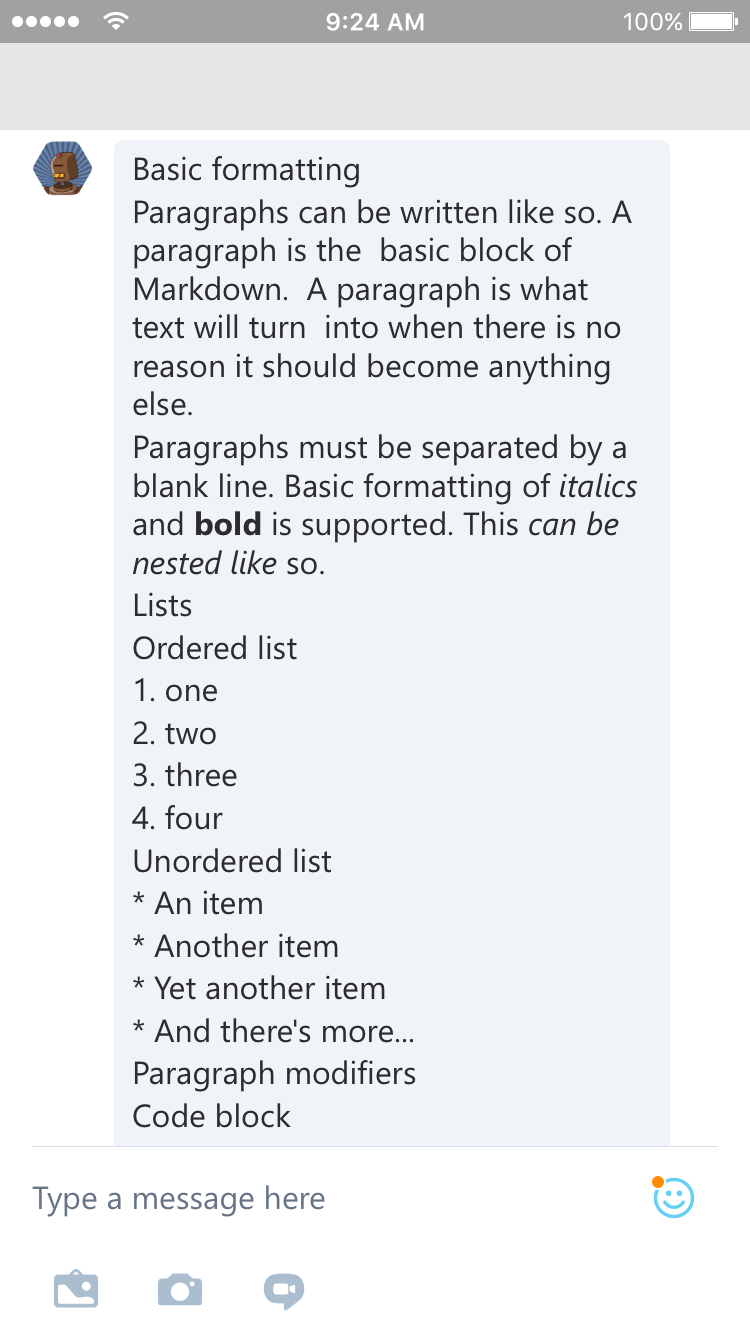 9:24 AM 100%
Basic formatting
Paragraphs can be written like so. A
paragraph is the  basic block of
Markdown.  A paragraph is what
text will turn  into when there is no
reason it should become anything
else.
Paragraphs must be separated by a
blank line. Basic formatting of italics
and bold is supported. This can be
nested like so.
Lists
Ordered list
1. one
2. two
3. three
4. four
Unordered list
* An item
* Another item
* Yet another item
* And there's more...
Paragraph modifiers
Code block
Type a message here